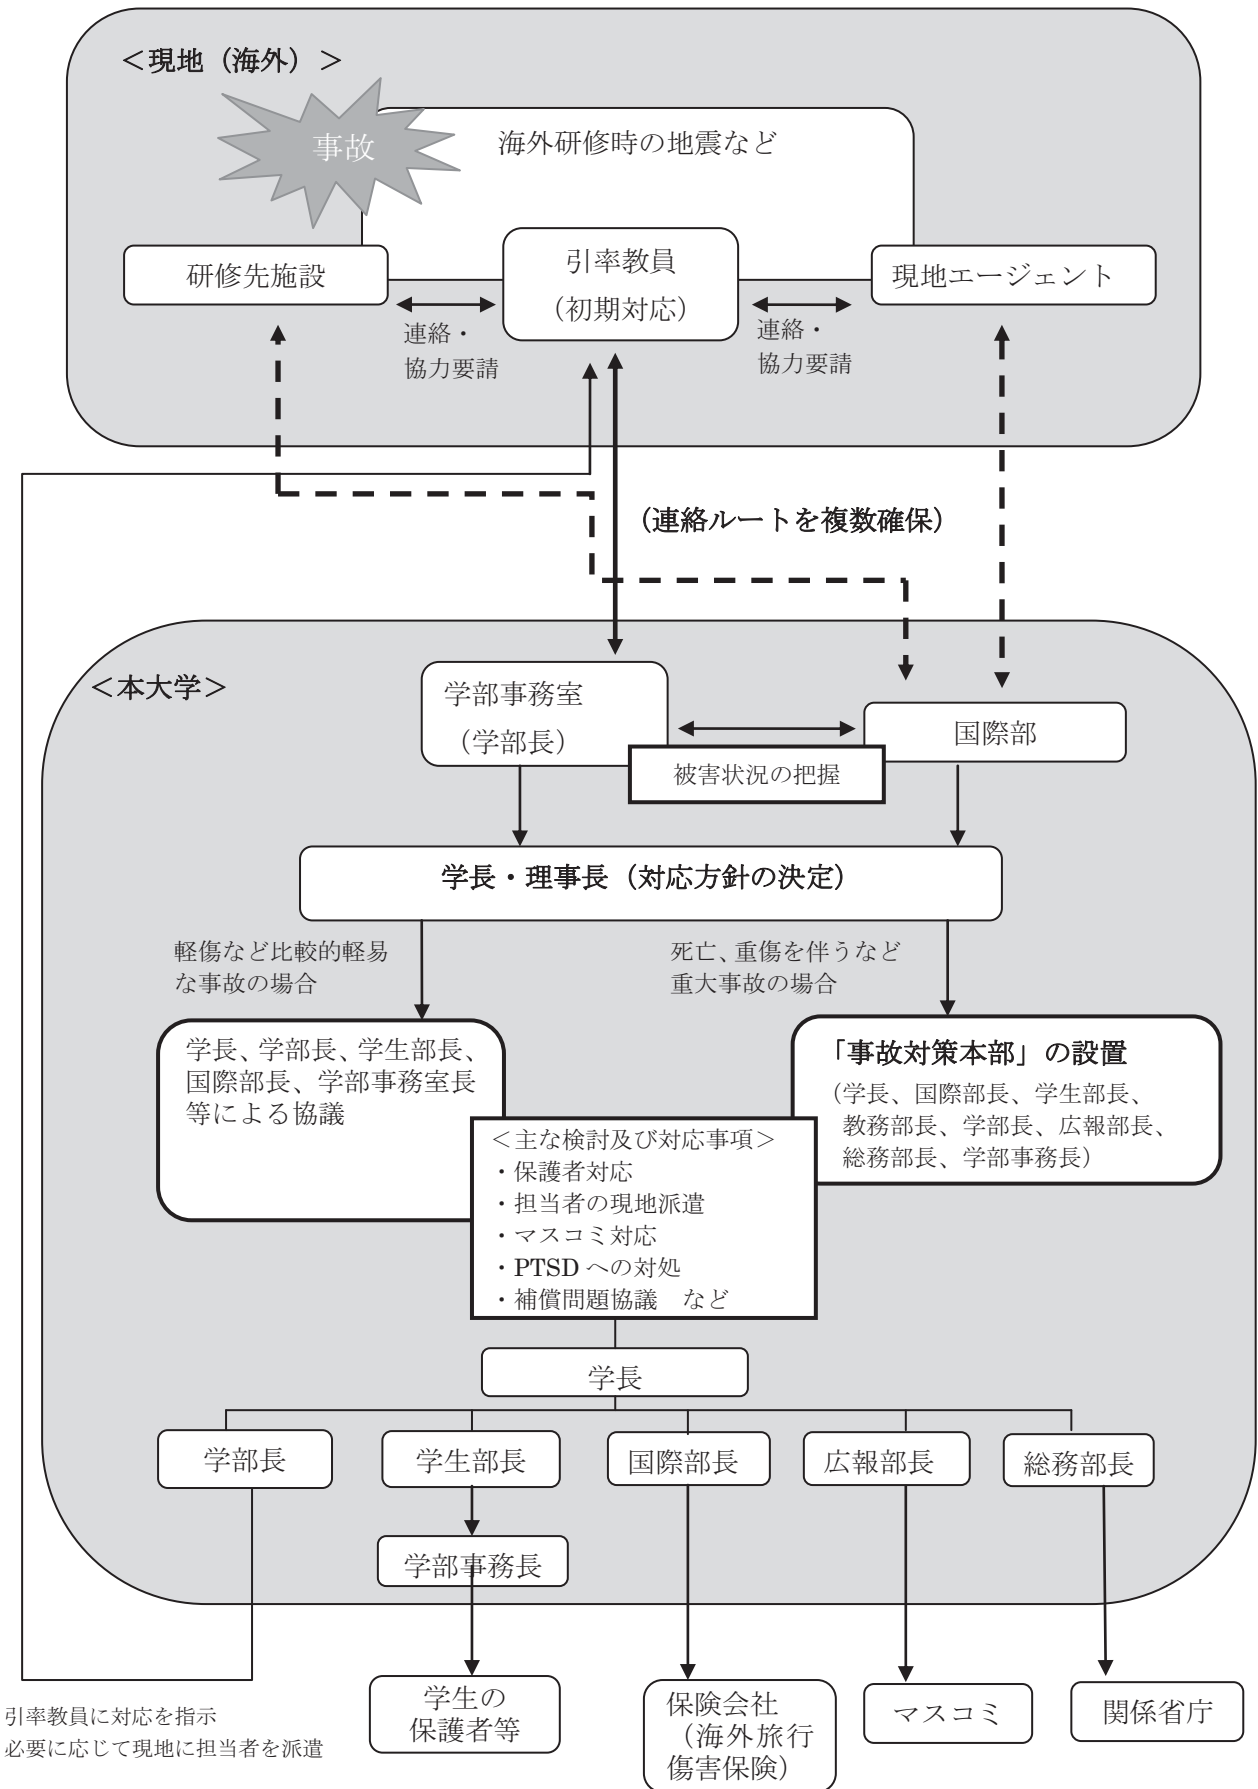 ＜現地（海外）＞
事故
海外研修時の地震など
研修先施設
引率教員
（初期対応）
現地エージェント
連絡・
協力要請
連絡・
協力要請
（連絡ルートを複数確保）
＜本大学＞
学部事務室
（学部長）
国際部
被害状況の把握
学長・理事長（対応方針の決定）
軽傷など比較的軽易
な事故の場合
死亡、重傷を伴うなど
重大事故の場合
学長、学部長、学生部長、
国際部長、学部事務室長
等による協議
「事故対策本部」の設置
（学長、国際部長、学生部長、
教務部長、学部長、広報部長、
総務部長、学部事務長）
＜主な検討及び対応事項＞
・保護者対応
・担当者の現地派遣
・マスコミ対応
・PTSD への対処
・補償問題協議　など
学長
学部長
学生部長
国際部長
広報部長
総務部長
学部事務長
引率教員に対応を指示
必要に応じて現地に担当者を派遣
学生の
保護者等
保険会社
（海外旅行
傷害保険）
マスコミ
関係省庁